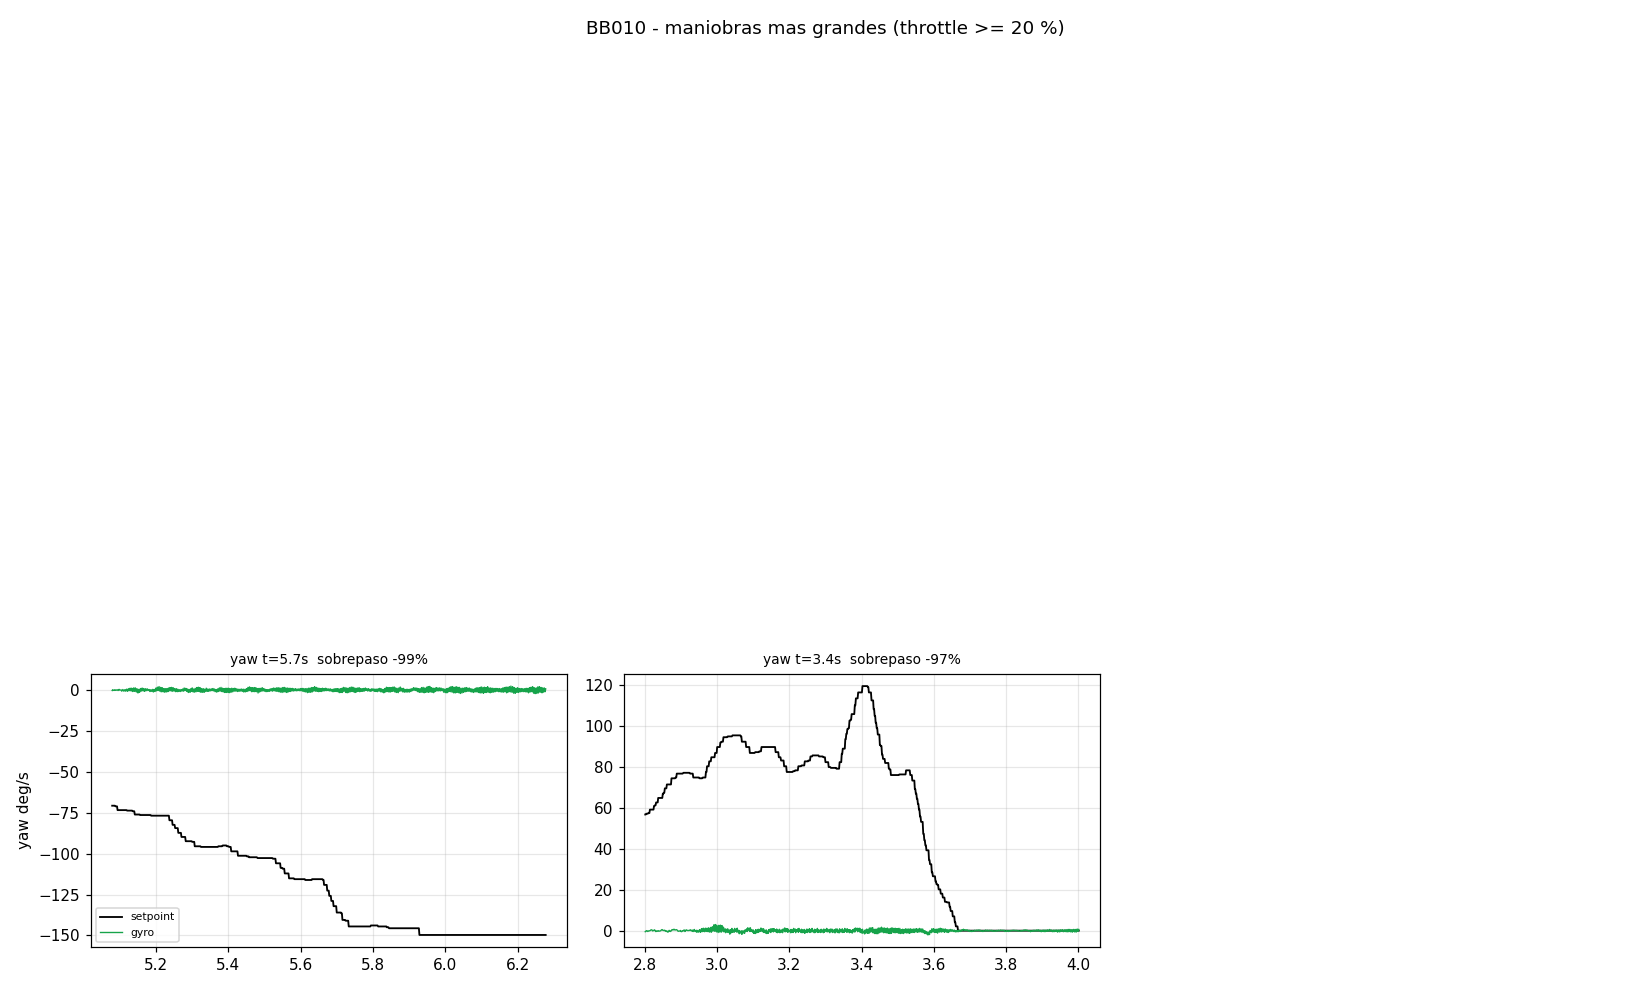 BB010 - maniobras mas grandes (throttle >= 20 %)
yaw t=5.7s  sobrepaso -99%
yaw deg/s
0
−25
−50
−75
−100
−125
−150
setpoint
gyro
5.2 5.4 5.6 5.8 6.0 6.2
yaw t=3.4s  sobrepaso -97%
120
100
80
60
40
20
0
2.8 3.0 3.2 3.4 3.6 3.8 4.0